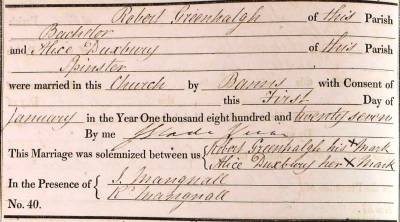 Robert Greenhalgh of this Parish
Bachelor
and Alice Duxbury of this Parish
Spinster
were married in this Church by Banns with Consent of
this First Day of
January in the Year One thousand eight hundred and twenty seven
By me
This Marriage was solemnized between us Robert Greenhalgh his X Mark
Alice Duxbury her X Mark
In the Presence of J. Mangnall
R. Mangnall
No. 40.